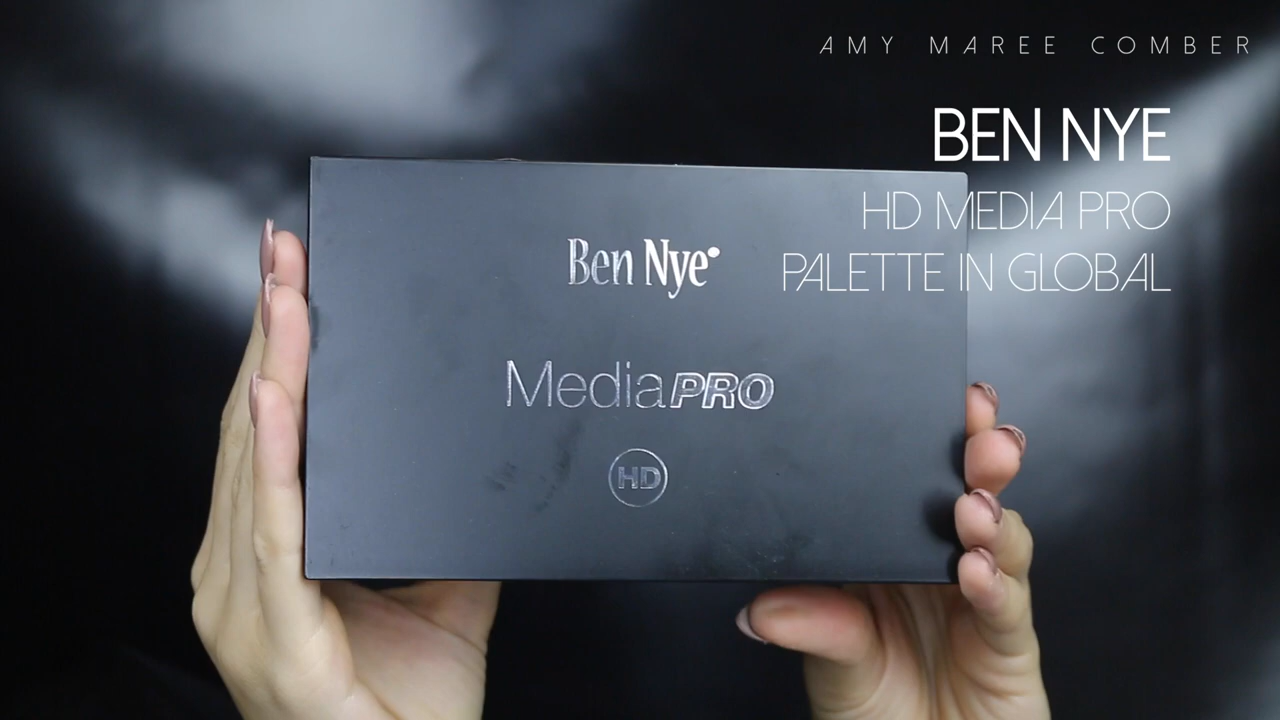 AMY MAREE COMBER
BEN NYE
HD MEDIA PRO
PALETTE IN GLOBAL
Ben Nye
MediaPRO
HD